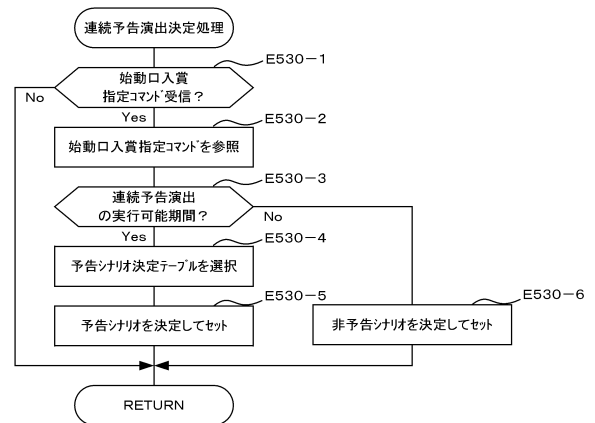 連続予告演出決定処理
E530-1
始動口入賞
指定コマンド受信？
No
Yes
E530-2
始動口入賞指定コマンドを参照
E530-3
連続予告演出
の実行可能期間？
No
Yes
E530-4
予告シナリオ決定テーブルを選択
E530-5
予告シナリオを決定してセット
E530-6
非予告シナリオを決定してセット
RETURN